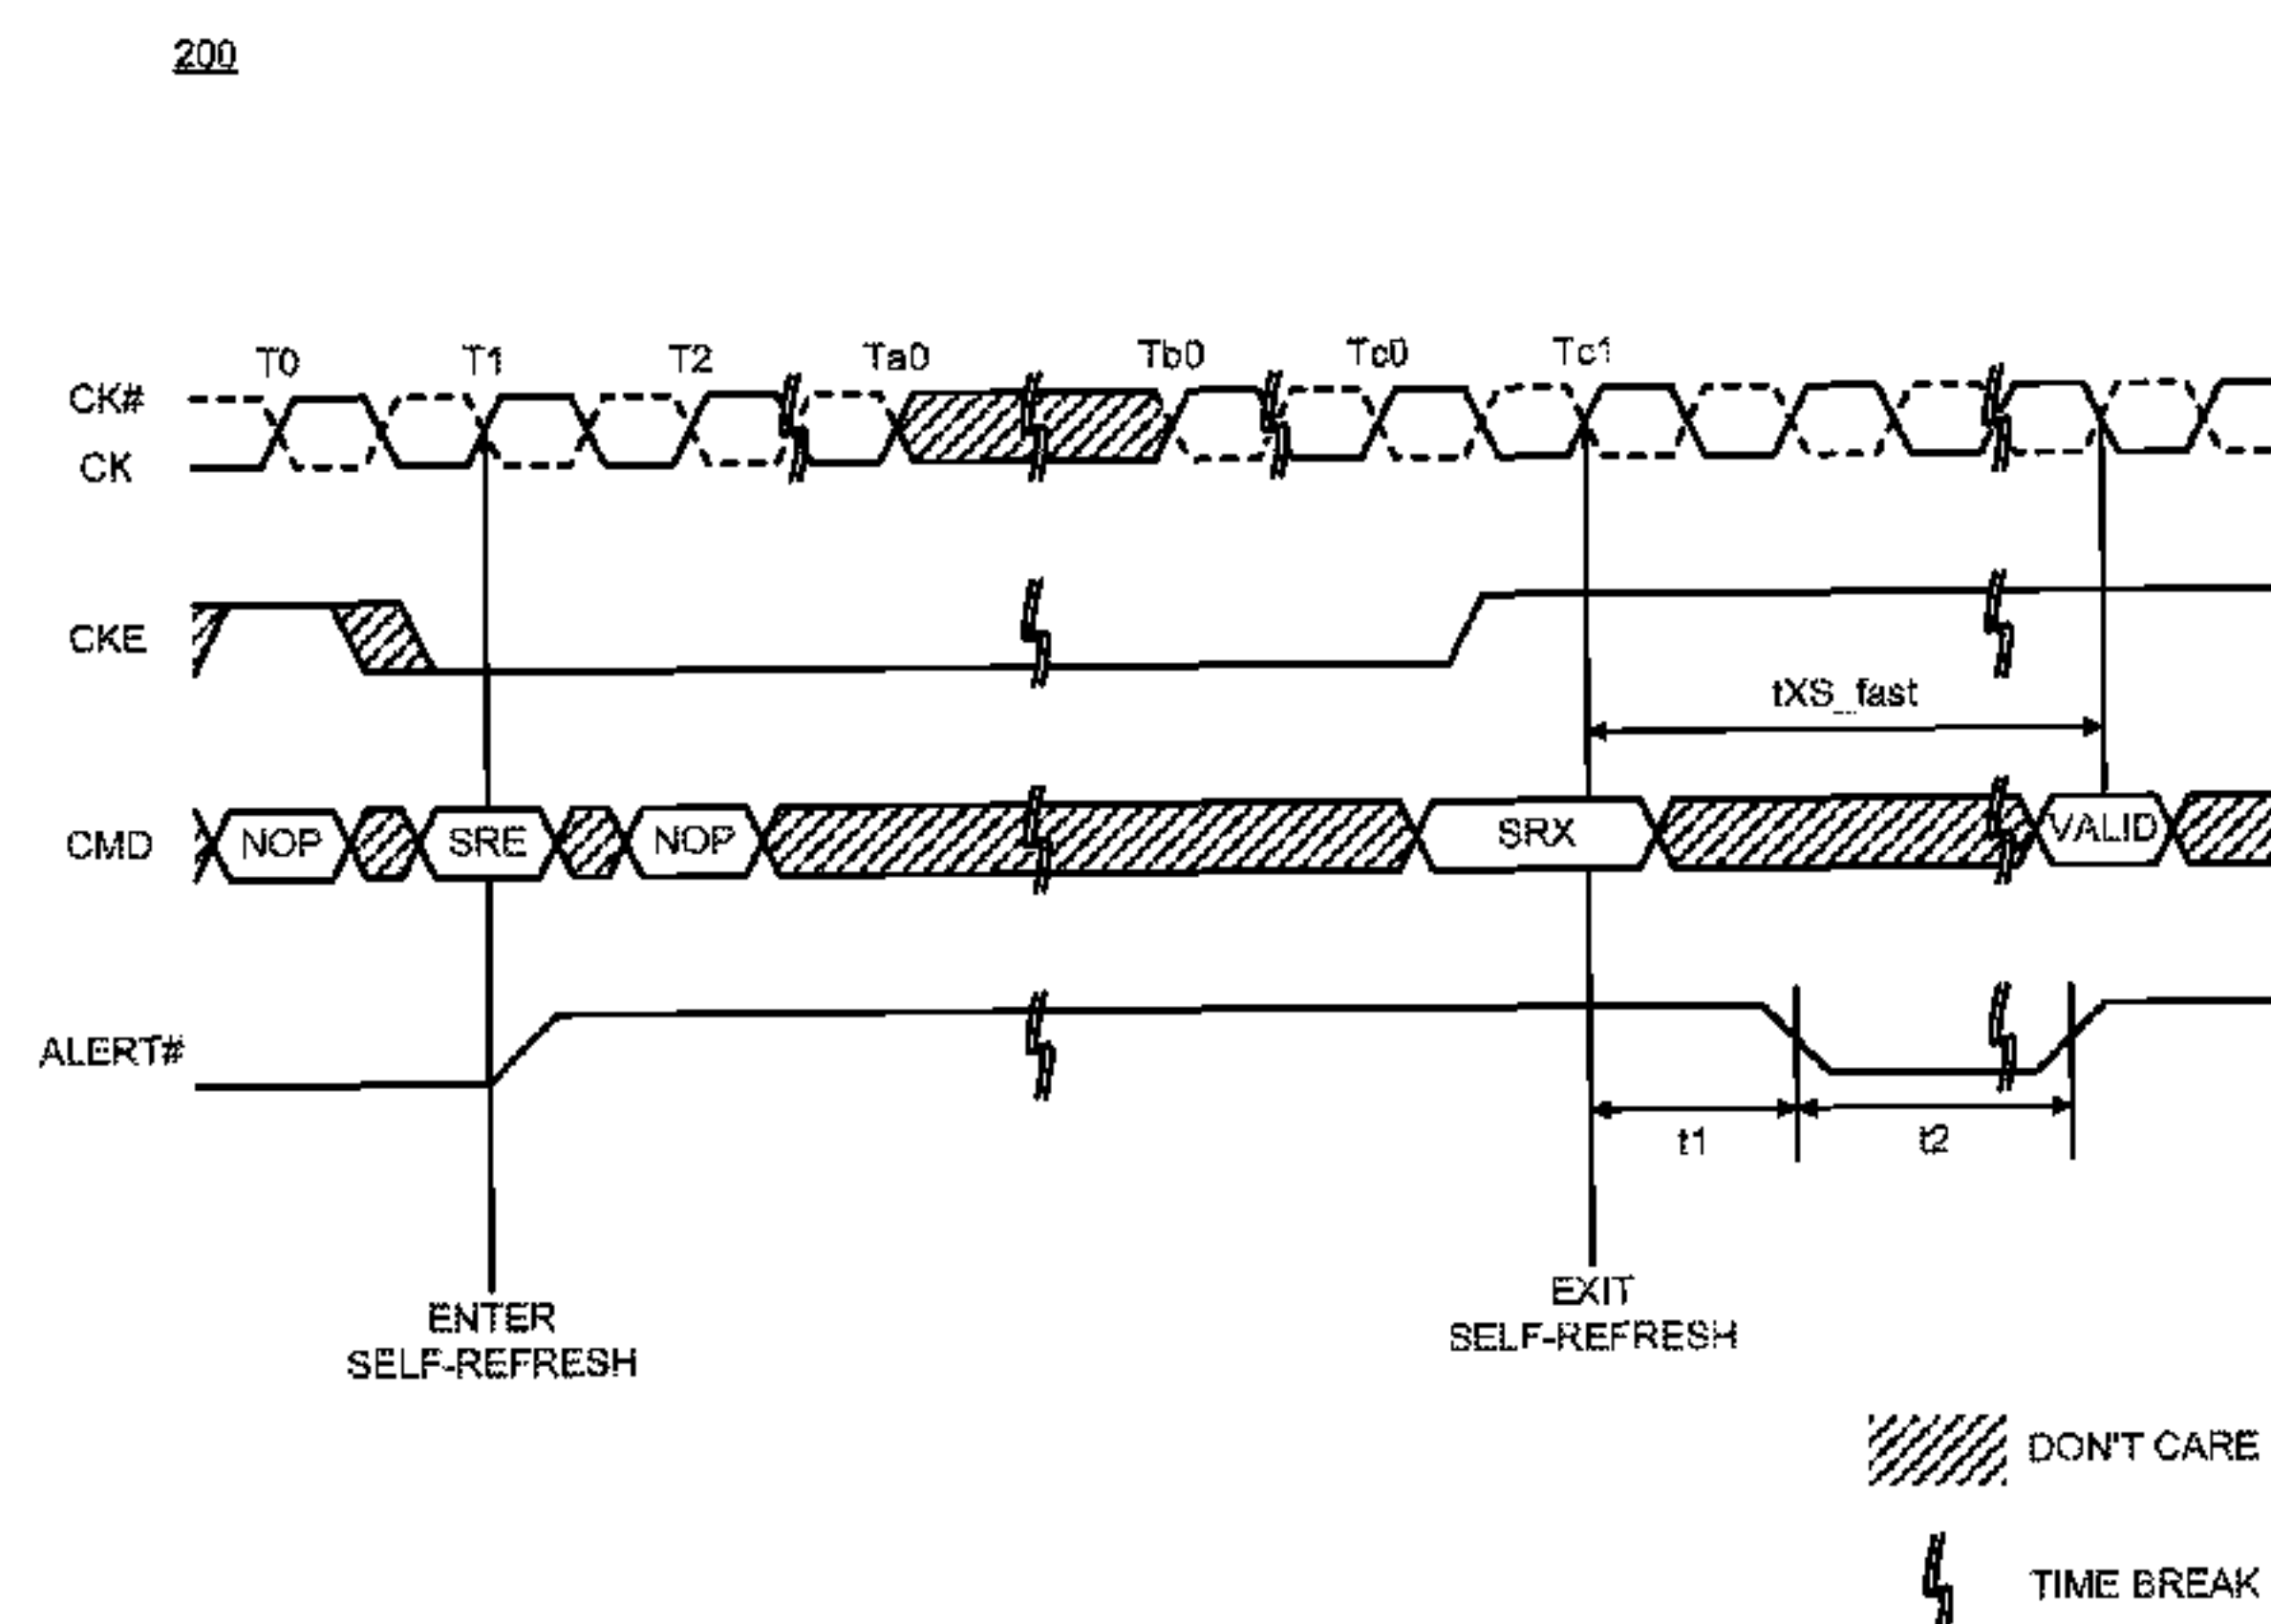 200
T0 T1 T2 Ta0 Tb0 Tc0 Tc1
CK#
CK
CKE
tXS_fast
CMD NOP SRE NOP SRX VALID
ALERT#
t1 t2
ENTER
SELF-REFRESH
EXIT
SELF-REFRESH
DON'T CARE
TIME BREAK